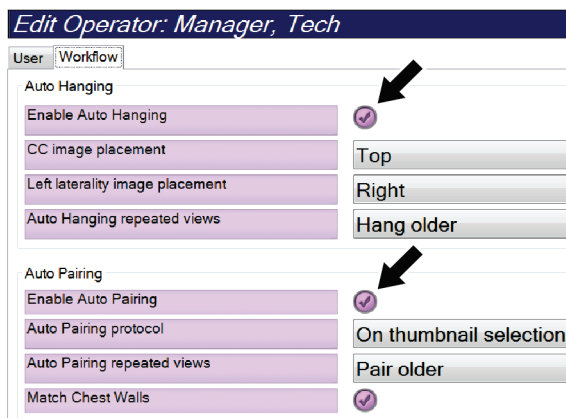 Edit Operator: Manager, Tech
User Workflow
Auto Hanging
Enable Auto Hanging
CC image placement Top
Left laterality image placement Right
Auto Hanging repeated views Hang older
Auto Pairing
Enable Auto Pairing
Auto Pairing protocol On thumbnail selection
Auto Pairing repeated views Pair older
Match Chest Walls